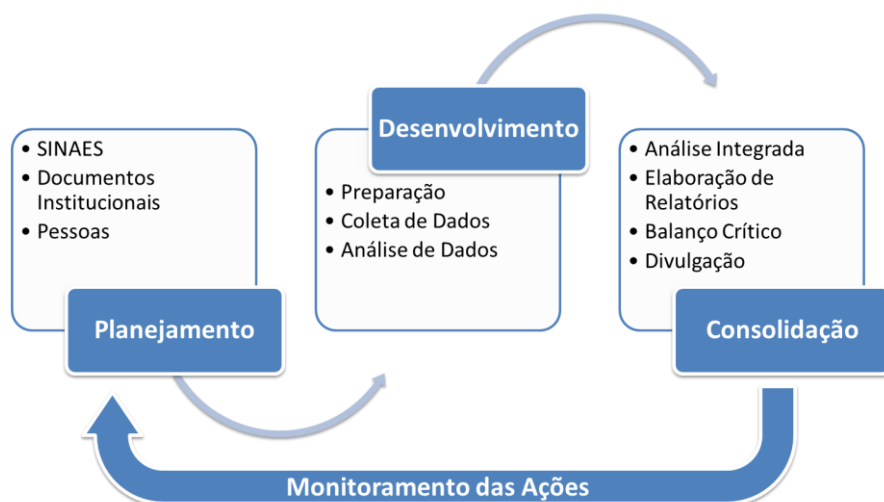 • SINAES
• Documentos
Institucionais
• Pessoas
Planejamento
Desenvolvimento
• Preparação
• Coleta de Dados
• Análise de Dados
• Análise Integrada
• Elaboração de
Relatórios
• Balanço Crítico
• Divulgação
Consolidação
Monitoramento das Ações